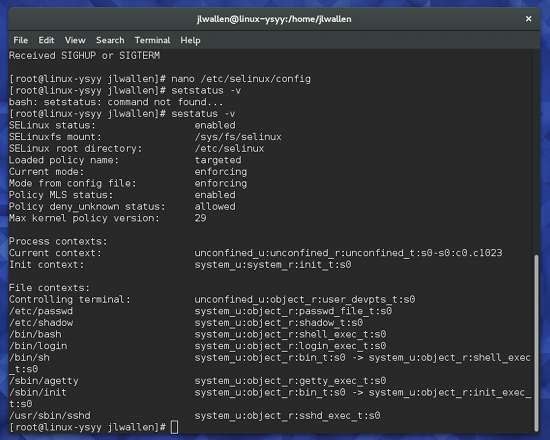 jlwallen@linux-ysyy:/home/jlwallen ×
File Edit View Search Terminal Help
Received SIGHUP or SIGTERM
[root@linux-ysyy jlwallen]# nano /etc/selinux/config
[root@linux-ysyy jlwallen]# setstatus -v
bash: setstatus: command not found...
[root@linux-ysyy jlwallen]# sestatus -v
SELinux status: enabled
SELinuxfs mount: /sys/fs/selinux
SELinux root directory: /etc/selinux
Loaded policy name: targeted
Current mode: enforcing
Mode from config file: enforcing
Policy MLS status: enabled
Policy deny_unknown status: allowed
Max kernel policy version: 29
Process contexts:
Current context: unconfined_u:unconfined_r:unconfined_t:s0-s0:c0.c1023
Init context: system_u:system_r:init_t:s0
File contexts:
Controlling terminal: unconfined_u:object_r:user_devpts_t:s0
/etc/passwd system_u:object_r:passwd_file_t:s0
/etc/shadow system_u:object_r:shadow_t:s0
/bin/bash system_u:object_r:shell_exec_t:s0
/bin/login system_u:object_r:login_exec_t:s0
/bin/sh system_u:object_r:bin_t:s0 -> system_u:object_r:shell_exec
_t:s0
/sbin/agetty system_u:object_r:getty_exec_t:s0
/sbin/init system_u:object_r:bin_t:s0 -> system_u:object_r:init_exec_
t:s0
/usr/sbin/sshd system_u:object_r:sshd_exec_t:s0
[root@linux-ysyy jlwallen]#